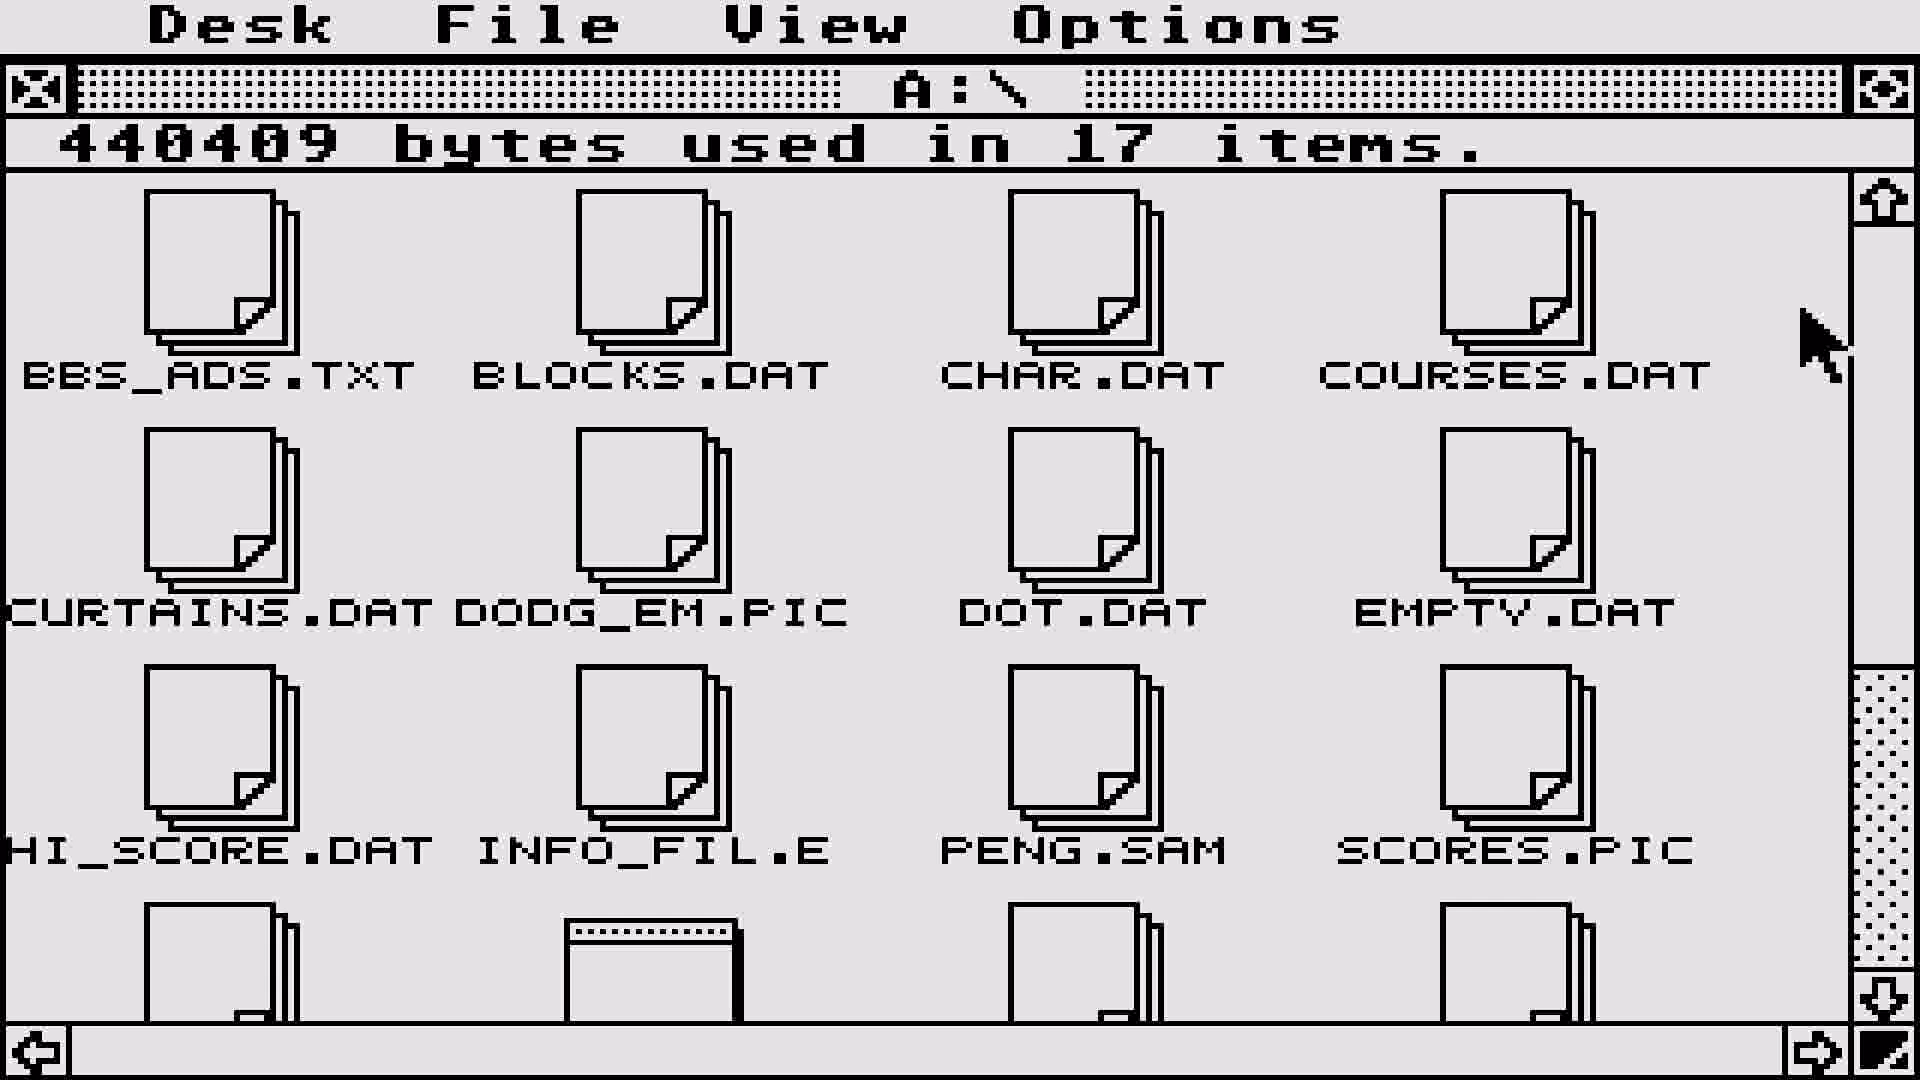 Desk File View Options
A:\
440409 bytes used in 17 items.
BBS_ADS.TXT BLOCKS.DAT CHAR.DAT COURSES.DAT
CURTAINS.DAT DODG_EM.PIC DOT.DAT EMPTY.DAT
HI_SCORE.DAT INFO_FIL.E PENG.SAM SCORES.PIC